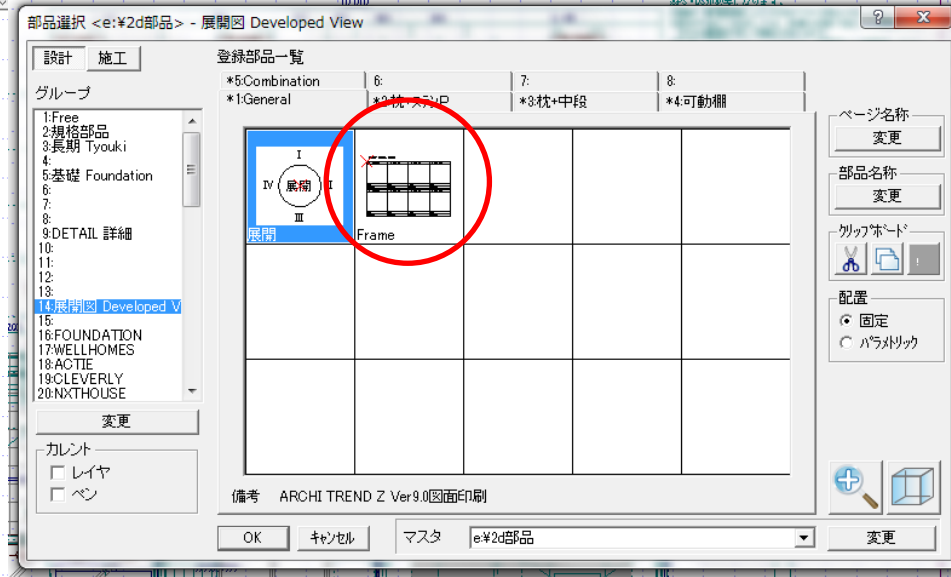 部品選択 <e:¥2d部品> - 展開図 Developed View
設計 施工
登録部品一覧
グループ
*5:Combination 6: 7: 8:
*1:General *3:枕+中段 *4:可動棚
1:Free
2:規格部品
3:長期 Tyouki
4:
5:基礎 Foundation
6:
7:
8:
9:DETAIL 詳細
10:
11:
12:
13:
14:展開図 Developed V
15:
16:FOUNDATION
17:WELLHOMES
18:ACTIE
19:CLEVERLY
20:NXTHOUSE
変更
カレント
レイヤ
ペン
I
IV 展開 I
III
展開
Frame
備考 ARCHI TREND Z Ver9.0図面印刷
OK キャンセル マスタ e:¥2d部品 変更
ページ名称
変更
部品名称
変更
クリップボード
配置
固定
パラメトリック